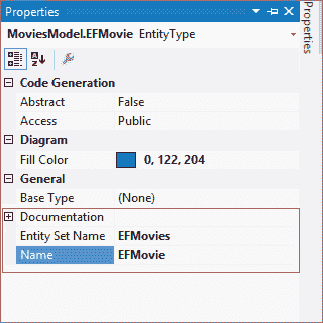 Properties
MoviesModel.EFMovie EntityType
Code Generation
Abstract False
Access Public
Diagram
Fill Color 0, 122, 204
General
Base Type (None)
Documentation
Entity Set Name EFMovies
Name EFMovie
Properties